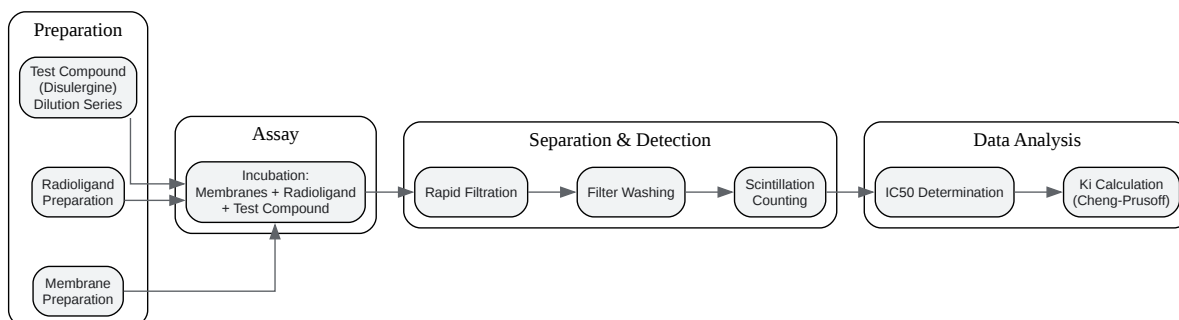 Preparation
Test Compound
(Disulergine)
Dilution Series
Radioligand
Preparation
Membrane
Preparation
Assay
Incubation:
Membranes + Radioligand
+ Test Compound
Separation & Detection
Rapid Filtration
Filter Washing
Scintillation
Counting
Data Analysis
IC50 Determination
Ki Calculation
(Cheng-Prusoff)